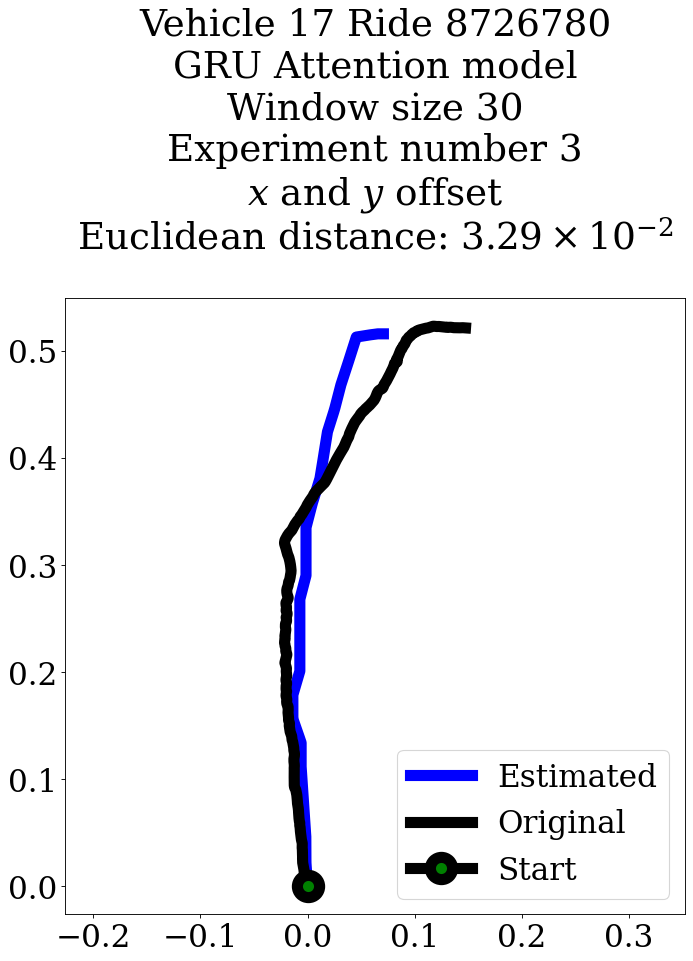 Vehicle 17 Ride 8726780
GRU Attention model
Window size 30
Experiment number 3
x and y offset
Euclidean distance: 3.29 × 10⁻²
0.5
0.4
0.3
0.2
0.1
0.0
Estimated
Original
Start
−0.2 −0.1 0.0 0.1 0.2 0.3